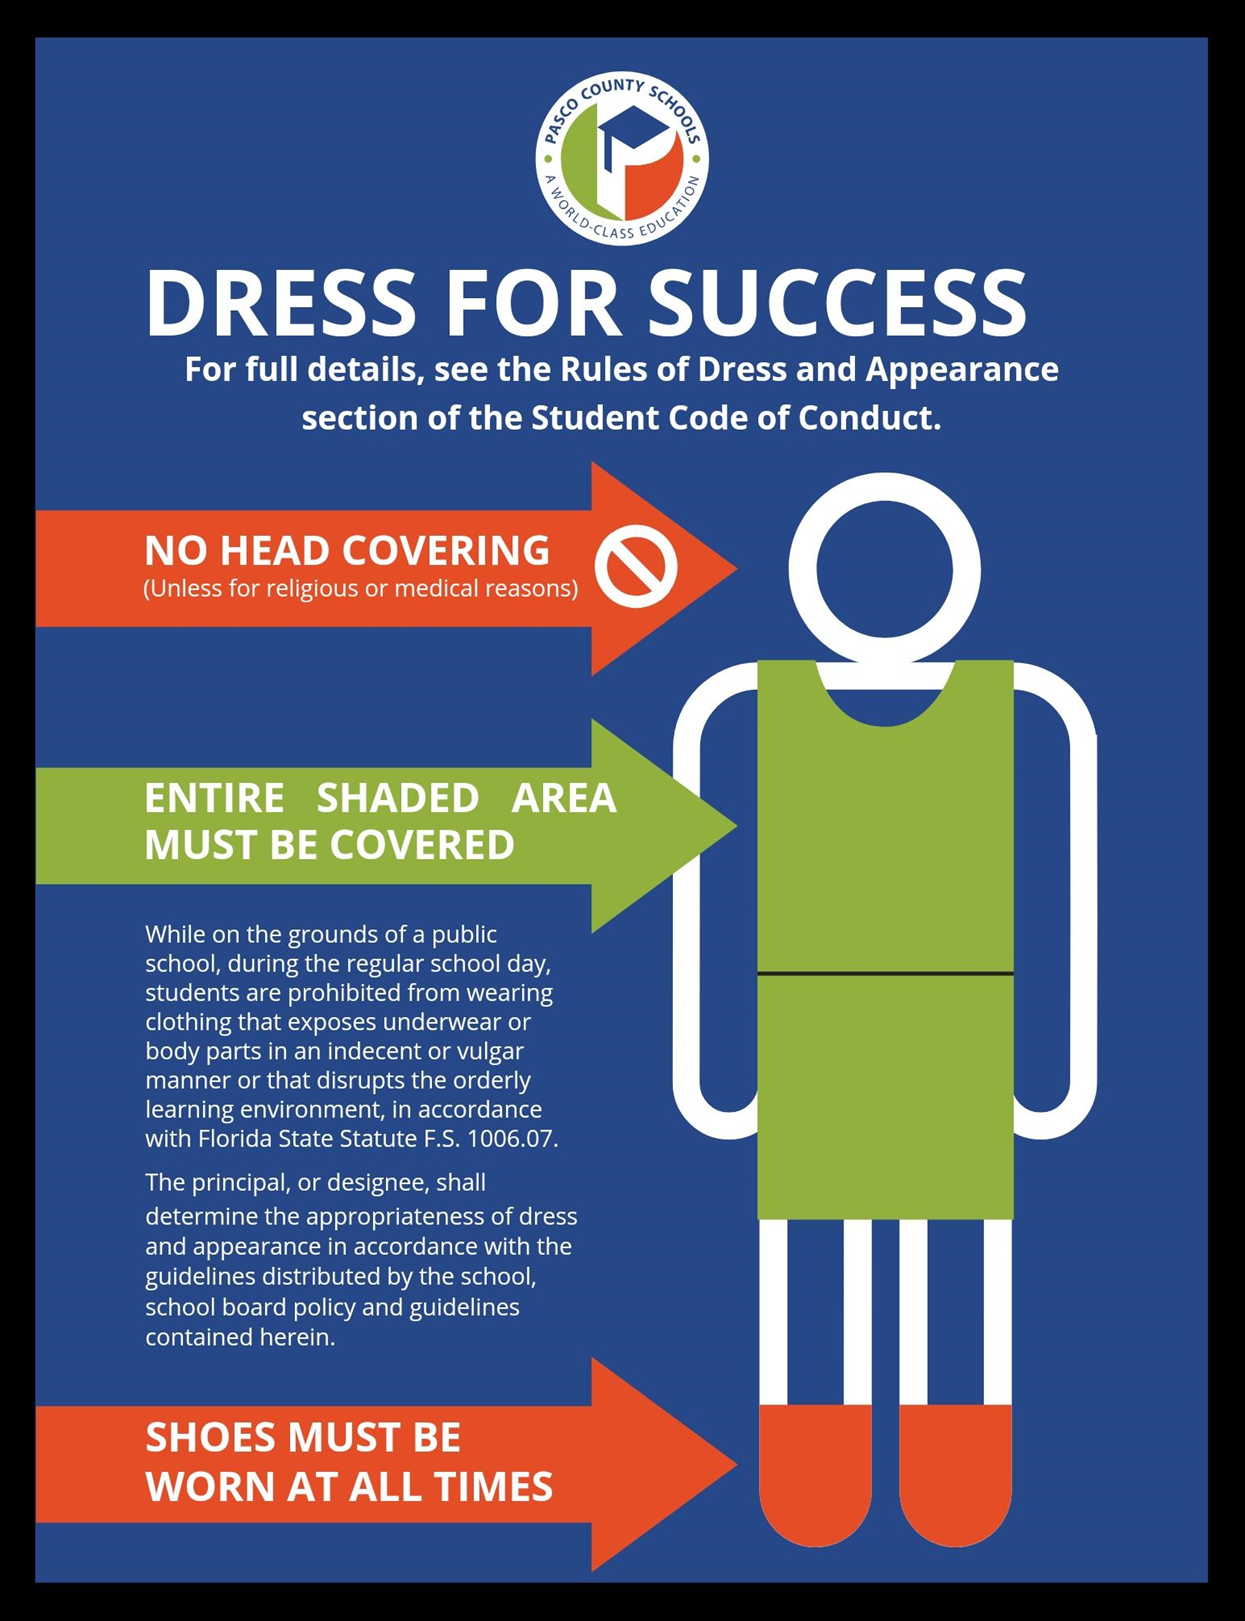 PASCO COUNTY SCHOOLS
A WORLD-CLASS EDUCATION
DRESS FOR SUCCESS
For full details, see the Rules of Dress and Appearance
section of the Student Code of Conduct.
NO HEAD COVERING
(Unless for religious or medical reasons)
ENTIRE SHADED AREA
MUST BE COVERED
While on the grounds of a public
school, during the regular school day,
students are prohibited from wearing
clothing that exposes underwear or
body parts in an indecent or vulgar
manner or that disrupts the orderly
learning environment, in accordance
with Florida State Statute F.S. 1006.07.
The principal, or designee, shall
determine the appropriateness of dress
and appearance in accordance with the
guidelines distributed by the school,
school board policy and guidelines
contained herein.
SHOES MUST BE
WORN AT ALL TIMES